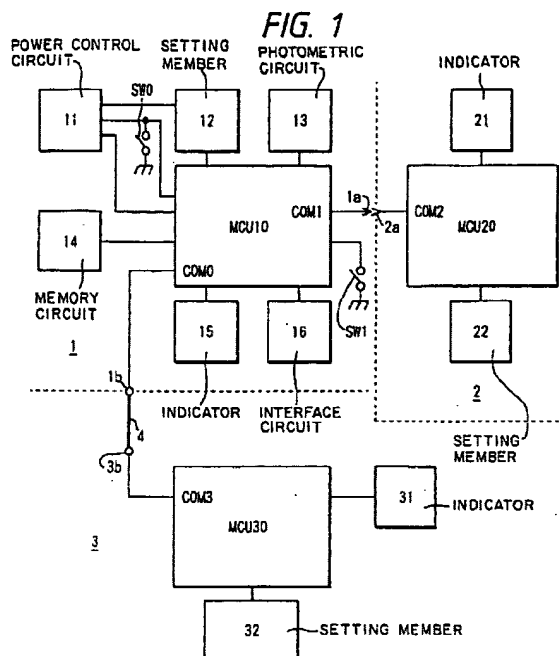 FIG. 1
POWER CONTROL
CIRCUIT
SETTING
MEMBER
PHOTOMETRIC
CIRCUIT
INDICATOR
SW0
11
12
13
21
1a
2a
COM1
COM2
MCU10
MCU20
14
COM0
MEMORY
CIRCUIT
SW1
15
16
22
1
2
1b
INDICATOR
INTERFACE
CIRCUIT
SETTING
MEMBER
4
3b
COM3
MCU30
31
INDICATOR
3
32
SETTING MEMBER